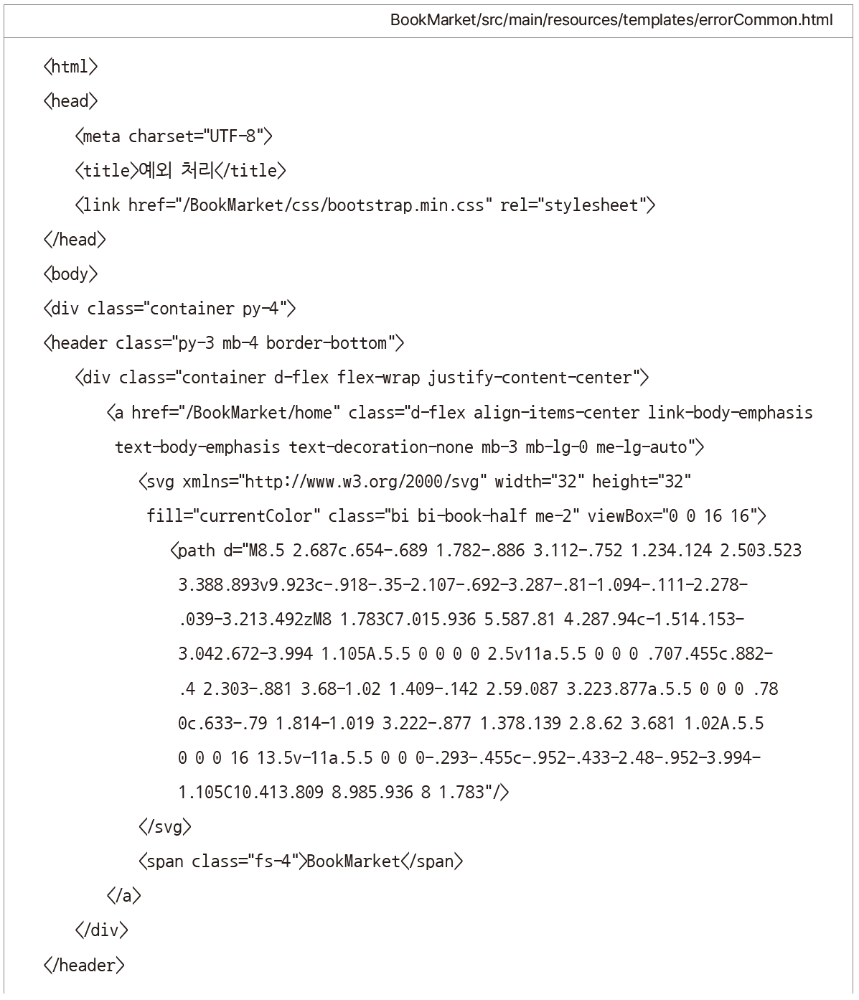 BookMarket/src/main/resources/templates/errorCommon.html
<html>
<head>
<meta charset="UTF-8">
<title>예외 처리</title>
<link href="/BookMarket/css/bootstrap.min.css" rel="stylesheet">
</head>
<body>
<div class="container py-4">
<header class="py-3 mb-4 border-bottom">
<div class="container d-flex flex-wrap justify-content-center">
<a href="/BookMarket/home" class="d-flex align-items-center link-body-emphasis
text-body-emphasis text-decoration-none mb-3 mb-lg-0 me-lg-auto">
<svg xmlns="http://www.w3.org/2000/svg" width="32" height="32"
fill="currentColor" class="bi bi-book-half me-2" viewBox="0 0 16 16">
<path d="M8.5 2.687c.654-.689 1.782-.886 3.112-.752 1.234.124 2.503.523
3.388.893v9.923c-.918-.35-2.107-.692-3.287-.81-1.094-.111-2.278-
.039-3.213.492zM8 1.783C7.015.936 5.587.81 4.287.94c-1.514.153-
3.042.672-3.994 1.105A.5.5 0 0 0 0 2.5v11a.5.5 0 0 0 .707.455c.882-
.4 2.303-.881 3.68-1.02 1.409-.142 2.59.087 3.223.877a.5.5 0 0 0 .78
0c.633-.79 1.814-1.019 3.222-.877 1.378.139 2.8.62 3.681 1.02A.5.5
0 0 0 16 13.5v-11a.5.5 0 0 0-.293-.455c-.952-.433-2.48-.952-3.994-
1.105C10.413.809 8.985.936 8 1.783"/>
</svg>
<span class="fs-4">BookMarket</span>
</a>
</div>
</header>